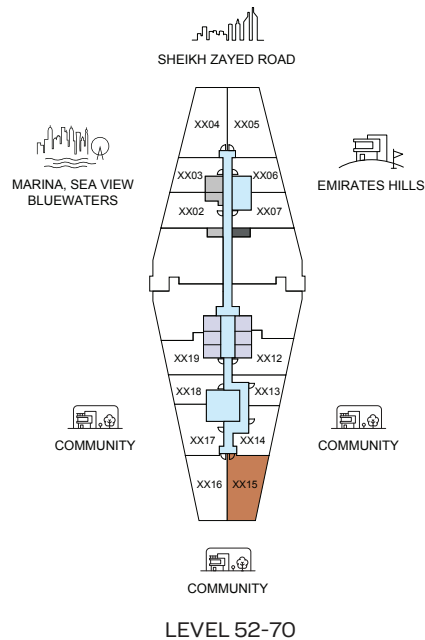 SHEIKH ZAYED ROAD
XX04
XX05
MARINA, SEA VIEW
BLUEWATERS
EMIRATES HILLS
XX03
XX06
XX02
XX07
XX19
XX12
XX18
XX13
COMMUNITY
COMMUNITY
XX17
XX14
XX16
XX15
COMMUNITY
LEVEL 52-70